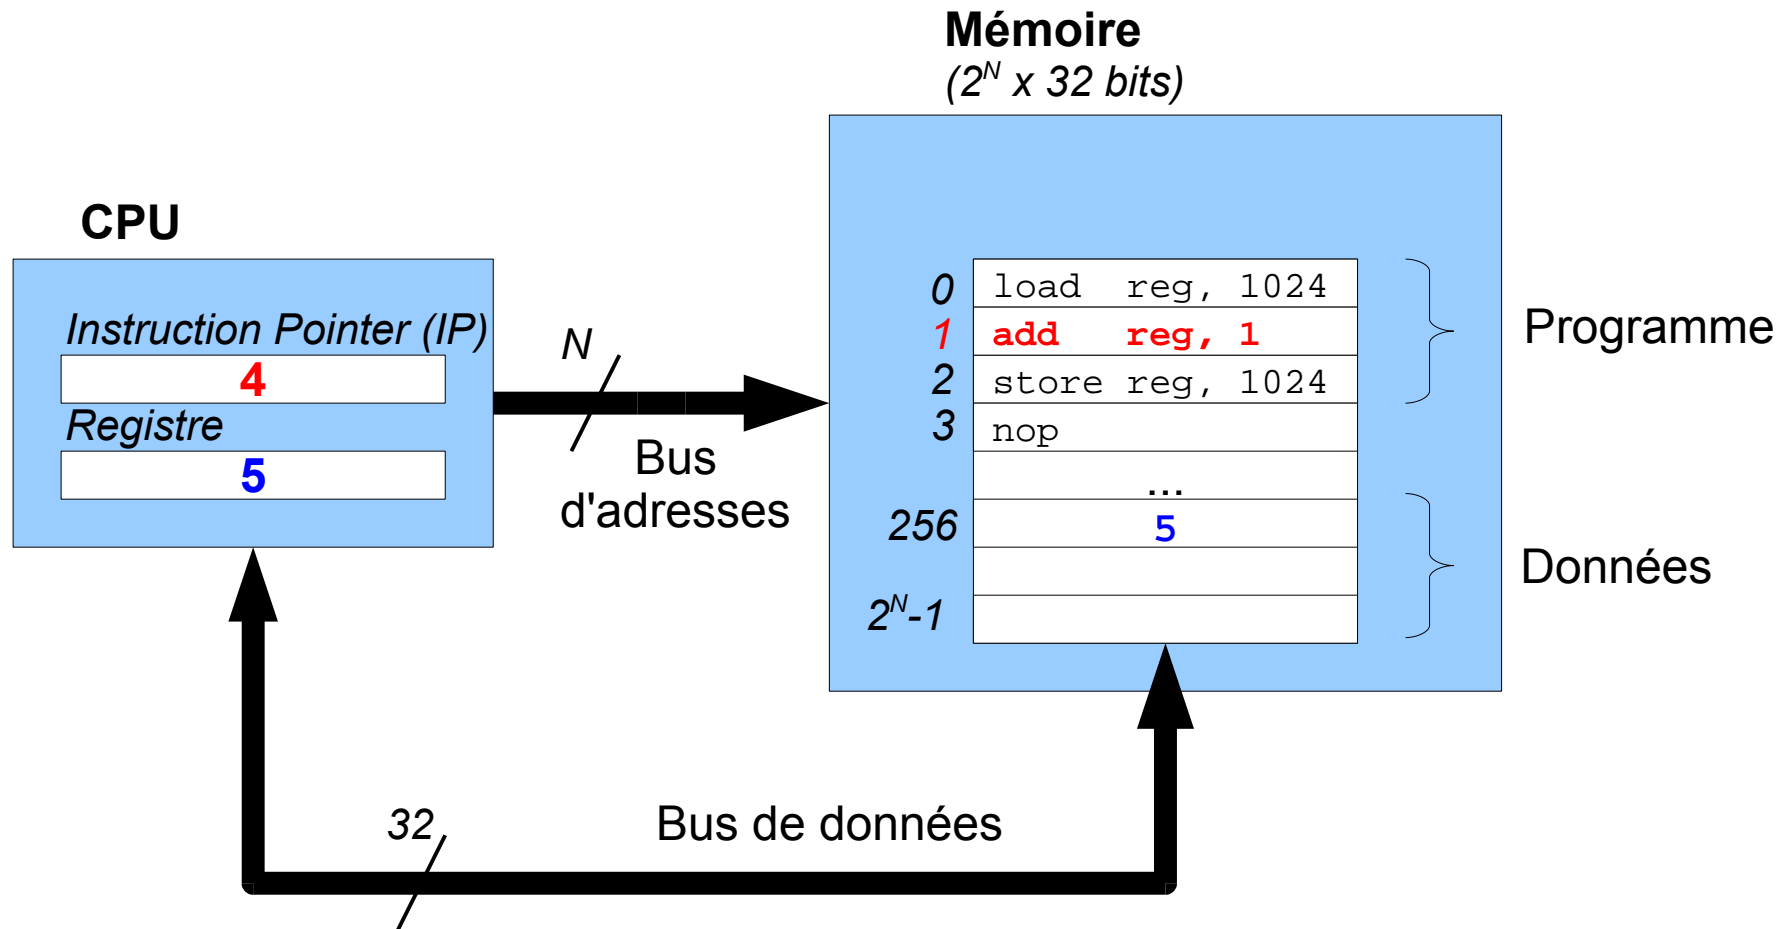 Mémoire
(2^N x 32 bits)
CPU
Instruction Pointer (IP)
4
Registre
5
N
Bus
d'adresses
0 load reg, 1024
1 add reg, 1
2 store reg, 1024
3 nop
...
256 5
2^N-1
Programme
Données
32
Bus de données